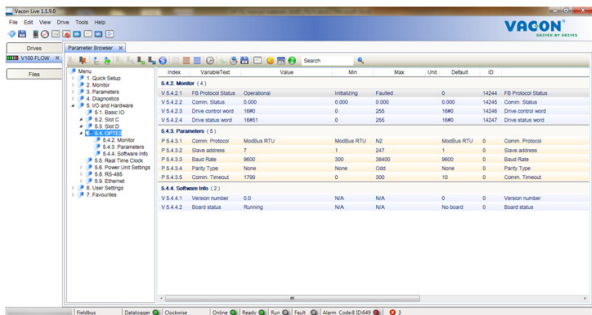 Vacon Live 1.1.9.0
File Edit View Drive Tools Help
VACON®
DRIVEN BY DRIVES
Drives
V100 FLOW
Files
Parameter Browser
Search
Menu
1. Quick Setup
2. Monitor
3. Parameters
4. Diagnostics
5. I/O and Hardware
5.1. Basic IO
5.2. Slot C
5.3. Slot D
5.4. OPTE3
5.4.2. Monitor
5.4.3. Parameters
5.4.4. Software Info
5.5. Real Time Clock
5.6. Power Unit Settings
5.8. RS-485
5.9. Ethernet
6. User Settings
7. Favourites
Index VariableText Value Min Max Unit Default ID
5.4.2. Monitor (4)
V 5.4.2.1 FB Protocol Status Operational Initializing Faulted 0 14244 FB Protocol Status
V 5.4.2.2 Comm. Status 0.000 0.000 0.000 0.000 14245 Comm. Status
V 5.4.2.3 Drive control word 16#0 0 255 16#0 14246 Drive control word
V 5.4.2.4 Drive status word 16#51 0 255 16#0 14247 Drive status word
5.4.3. Parameters (5)
P 5.4.3.1 Comm. Protocol ModBus RTU ModBus RTU N2 ModBus RTU 0 Comm. Protocol
P 5.4.3.2 Slave address 7 1 247 1 0 Slave address
P 5.4.3.3 Baud Rate 9600 300 38400 9600 0 Baud Rate
P 5.4.3.4 Parity Type None None Odd None 0 Parity Type
P 5.4.3.5 Comm. Timeout 1799 0 300 10 0 Comm. Timeout
5.4.4. Software Info (2)
V 5.4.4.1 Version number 0.0 N/A N/A 0 0 Version number
V 5.4.4.2 Board status Running N/A N/A No board 0 Board status
Fieldbus Datalogger Clockwise Online Ready Run Fault Alarm Code:8 ID:649 3